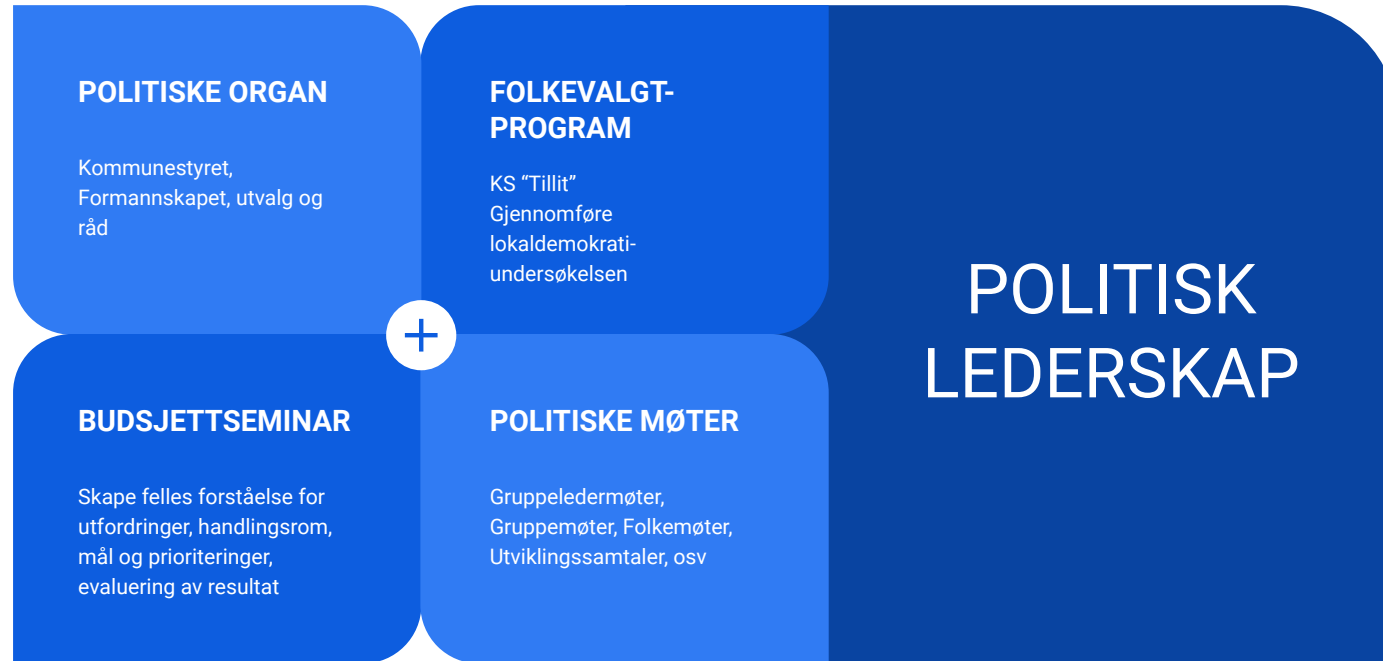 POLITISKE ORGAN
Kommunestyret,
Formannskapet, utvalg og
råd
FOLKEVALGT-
PROGRAM
KS “Tillit”
Gjennomføre
lokaldemokrati-
undersøkelsen
BUDSJETTSEMINAR
Skape felles forståelse for
utfordringer, handlingsrom,
mål og prioriteringer,
evaluering av resultat
POLITISKE MØTER
Gruppeledermøter,
Gruppemøter, Folkemøter,
Utviklingssamtaler, osv
POLITISK
LEDERSKAP